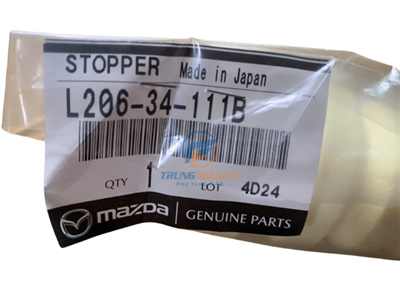 STOPPER Made in Japan
L206-34-111B
QTY 1 LOT 4D24
mazda GENUINE PARTS